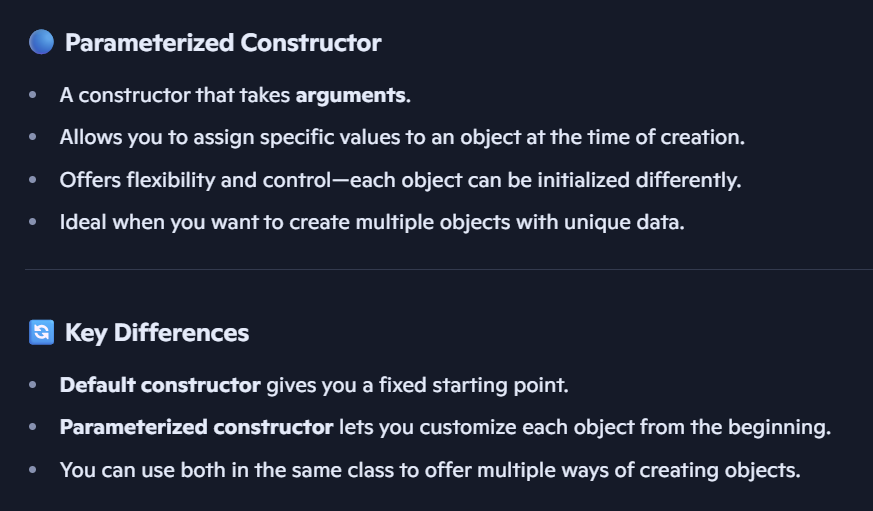 Parameterized Constructor
• A constructor that takes arguments.
• Allows you to assign specific values to an object at the time of creation.
• Offers flexibility and control—each object can be initialized differently.
• Ideal when you want to create multiple objects with unique data.
Key Differences
• Default constructor gives you a fixed starting point.
• Parameterized constructor lets you customize each object from the beginning.
• You can use both in the same class to offer multiple ways of creating objects.